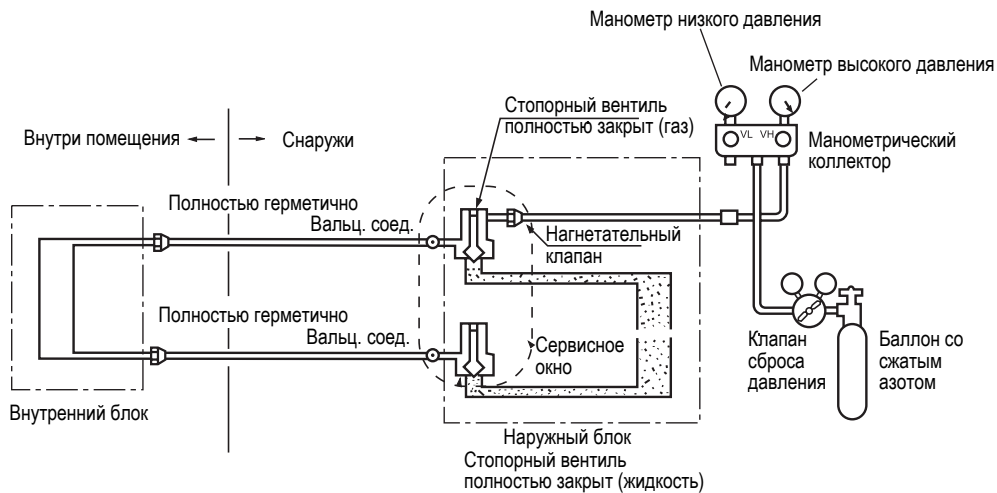 Манометр низкого давления
Манометр высокого давления
Стопорный вентиль
полностью закрыт (газ)
VL VH
Манометрический
коллектор
Внутри помещения
Снаружи
Полностью герметично
Вальц. соед.
Нагнетательный
клапан
Полностью герметично
Вальц. соед.
Сервисное
окно
Клапан
сброса
давления
Баллон со
сжатым
азотом
Внутренний блок
Наружный блок
Стопорный вентиль
полностью закрыт (жидкость)